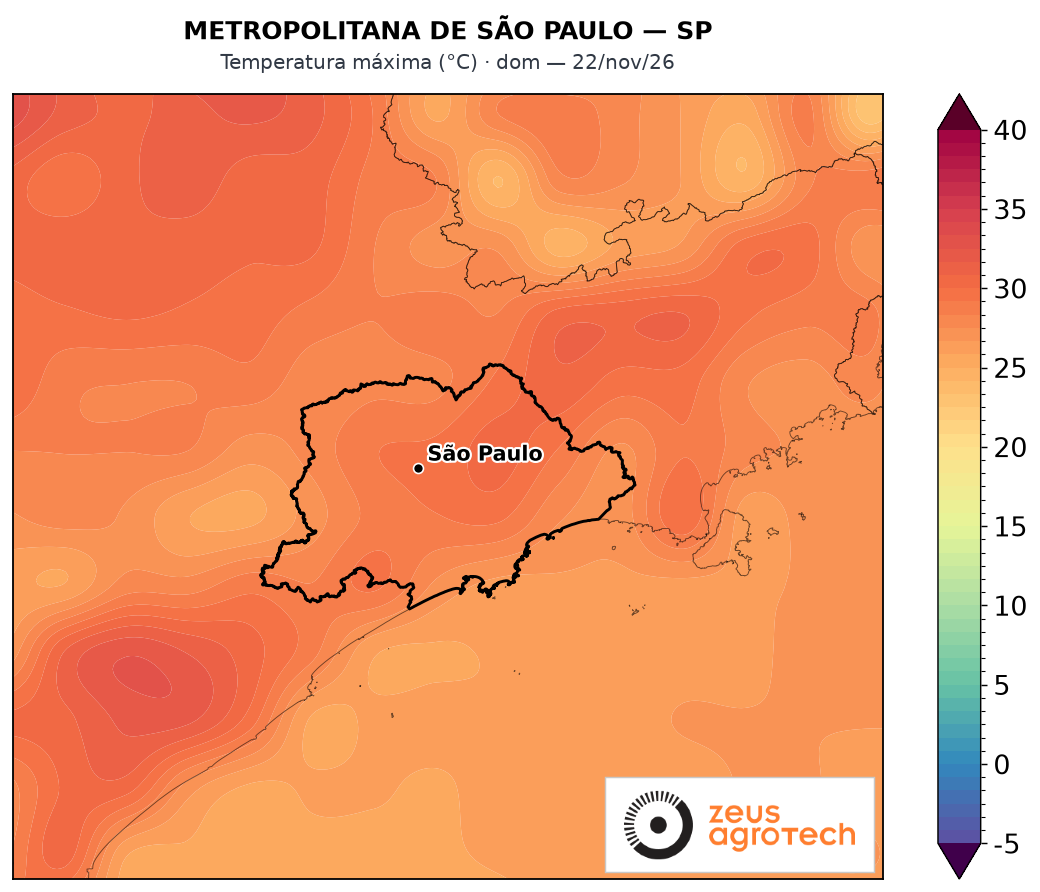 METROPOLITANA DE SÃO PAULO — SP
Temperatura máxima (°C) · dom — 22/nov/26
São Paulo
40
35
30
25
20
15
10
5
0
-5
zeus
agrotech